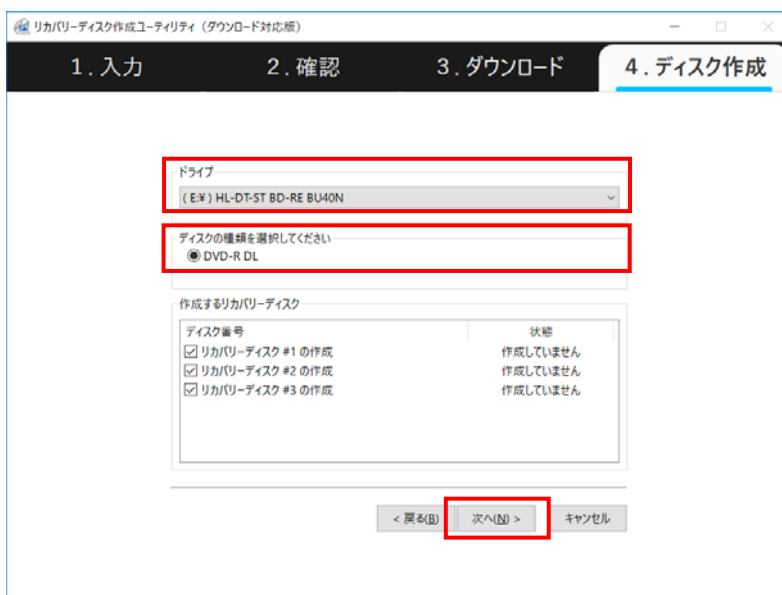 リカバリーディスク作成ユーティリティ（ダウンロード対応版）
1.入力 2.確認 3.ダウンロード 4.ディスク作成
ドライブ
( E:¥ ) HL-DT-ST BD-RE BU40N
ディスクの種類を選択してください
DVD-R DL
作成するリカバリーディスク
ディスク番号 状態
リカバリーディスク #1 の作成 作成していません
リカバリーディスク #2 の作成 作成していません
リカバリーディスク #3 の作成 作成していません
< 戻る(B) 次へ(N) > キャンセル